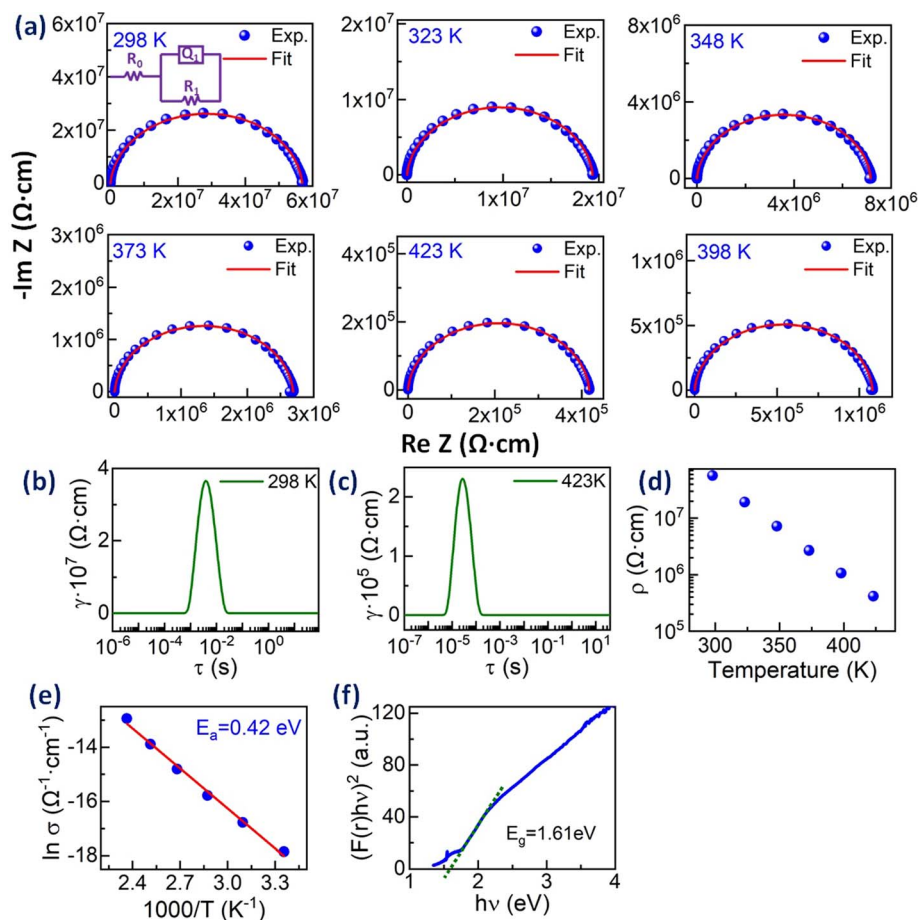 (a)
-Im Z (Ω·cm)
298 K
Exp.
Fit
R₀
Q₁
R₁
6x10⁷
4x10⁷
2x10⁷
0
0 2x10⁷ 4x10⁷ 6x10⁷
323 K
Exp.
Fit
2x10⁷
1x10⁷
0
0 1x10⁷ 2x10⁷
348 K
Exp.
Fit
6x10⁶
4x10⁶
2x10⁶
0
0 4x10⁶ 8x10⁶
373 K
Exp.
Fit
3x10⁶
2x10⁶
1x10⁶
0
0 1x10⁶ 2x10⁶ 3x10⁶
423 K
Exp.
Fit
4x10⁵
2x10⁵
0
0 2x10⁵ 4x10⁵
398 K
Exp.
Fit
1x10⁶
5x10⁵
0
0 5x10⁵ 1x10⁶
Re Z (Ω·cm)
(b)
298 K
γ·10⁷ (Ω·cm)
4
2
0
10⁻⁶ 10⁻⁴ 10⁻² 10⁰
τ (s)
(c)
423K
γ·10⁵ (Ω·cm)
2
1
0
10⁻⁷ 10⁻⁵ 10⁻³ 10⁻¹ 10¹
τ (s)
(d)
ρ (Ω·cm)
10⁷
10⁶
10⁵
300 350 400
Temperature (K)
(e)
Eₐ=0.42 eV
ln σ (Ω⁻¹·cm⁻¹)
-14
-16
-18
2.4 2.7 3.0 3.3
1000/T (K⁻¹)
(f)
(F(r)hν)² (a.u.)
120
80
40
0
E_g=1.61eV
1 2 3 4
hν (eV)